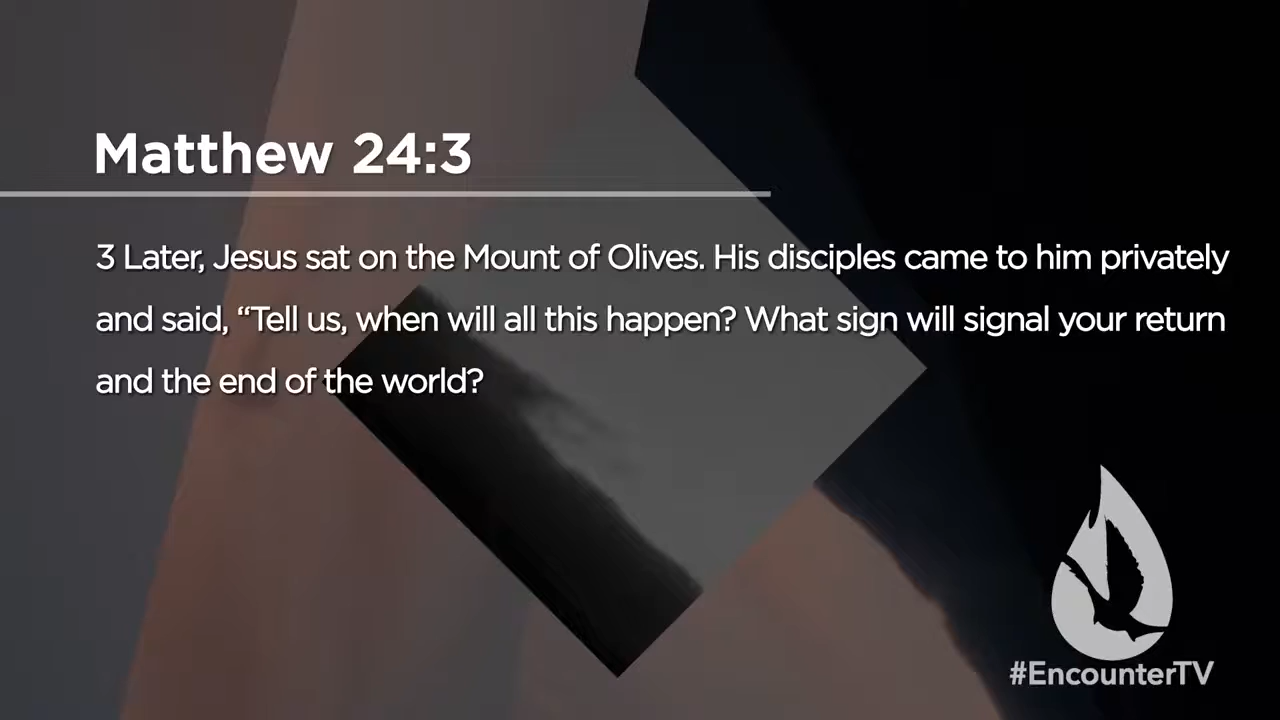 Matthew 24:3
3 Later, Jesus sat on the Mount of Olives. His disciples came to him privately
and said, “Tell us, when will all this happen? What sign will signal your return
and the end of the world?
#EncounterTV